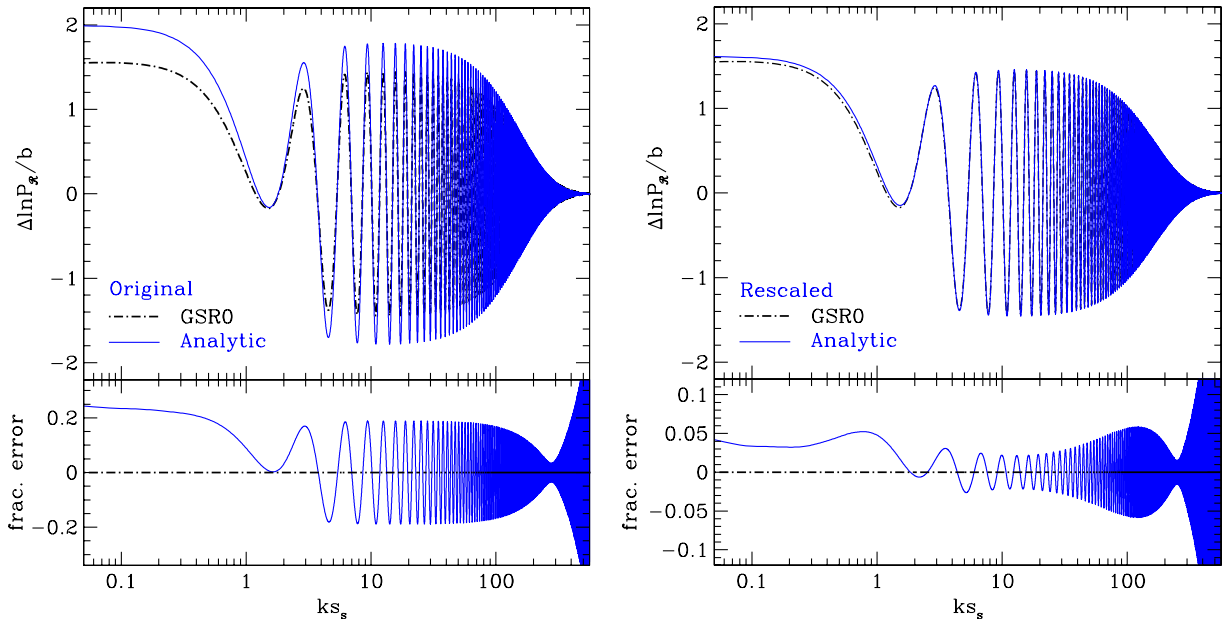 2
1
0
−1
−2
ΔlnP_ℛ/b
Original
GSR0
Analytic
0.2
0
−0.2
frac. error
0.1 1 10 100
ks_s
2
1
0
−1
−2
ΔlnP_ℛ/b
Rescaled
GSR0
Analytic
0.1
0.05
0
−0.05
−0.1
frac. error
0.1 1 10 100
ks_s